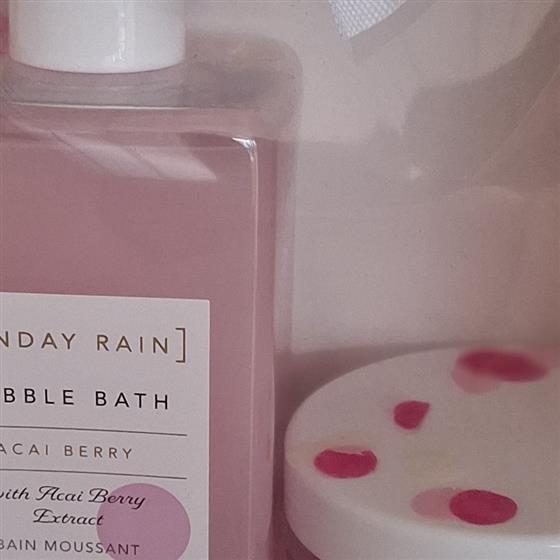 NDAY RAIN]
BBLE BATH
ACAI BERRY
with Acai Berry
Extract
BAIN MOUSSANT